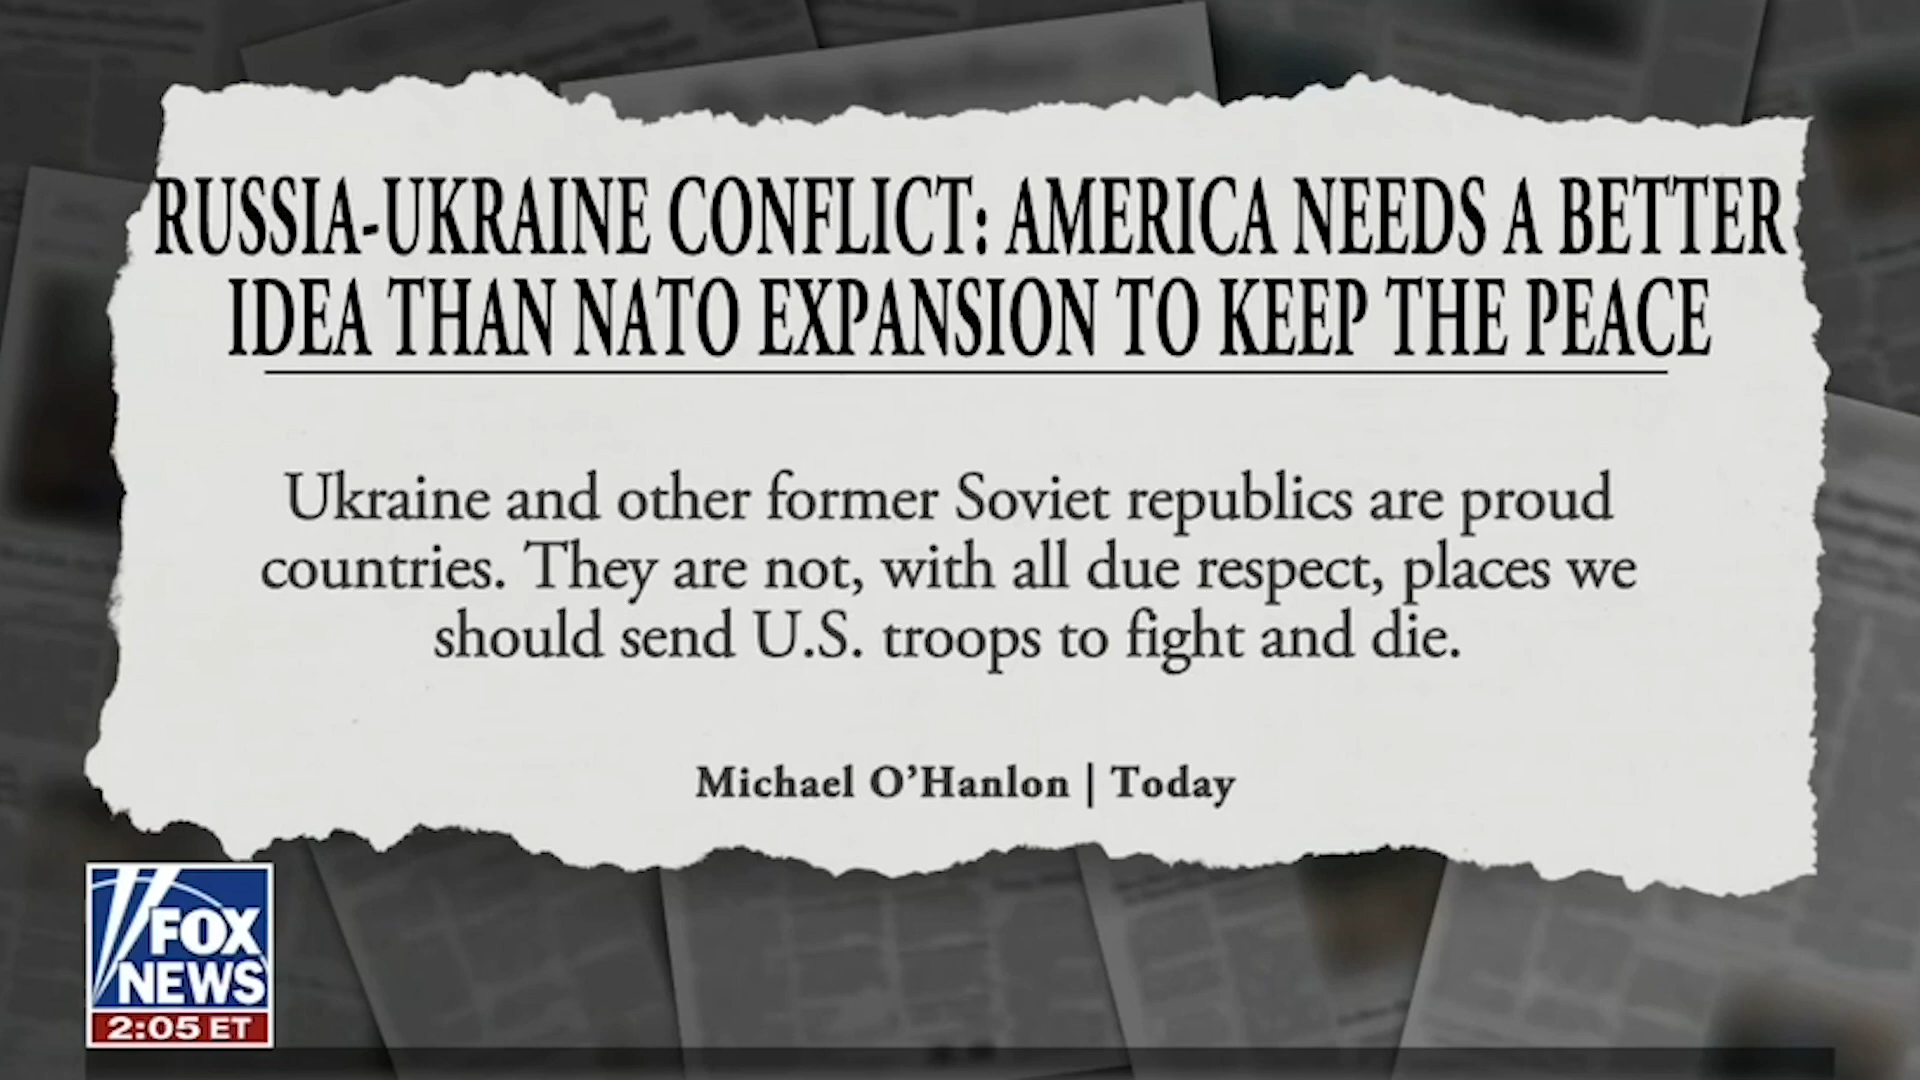 RUSSIA-UKRAINE CONFLICT: AMERICA NEEDS A BETTER
IDEA THAN NATO EXPANSION TO KEEP THE PEACE
Ukraine and other former Soviet republics are proud
countries. They are not, with all due respect, places we
should send U.S. troops to fight and die.
Michael O'Hanlon | Today
FOX
NEWS
2:05 ET